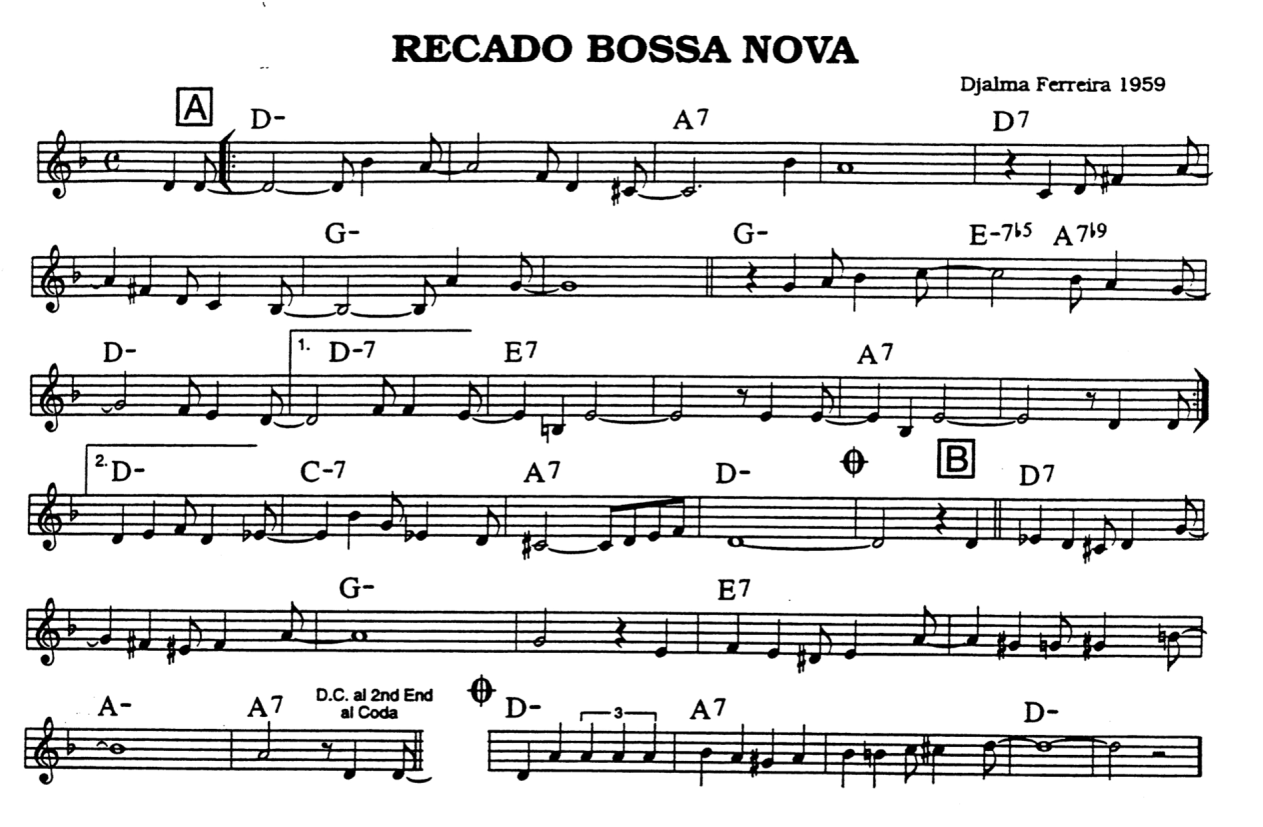 RECADO BOSSA NOVA
Djalma Ferreira 1959
A
D- A7 D7
G- G- E-7♭5 A7♭9
D- 1. D-7 E7 A7
2. D- C-7 A7 D- B D7
G- E7
A- A7 D.C. al 2nd End
al Coda
D- 3 A7 D-